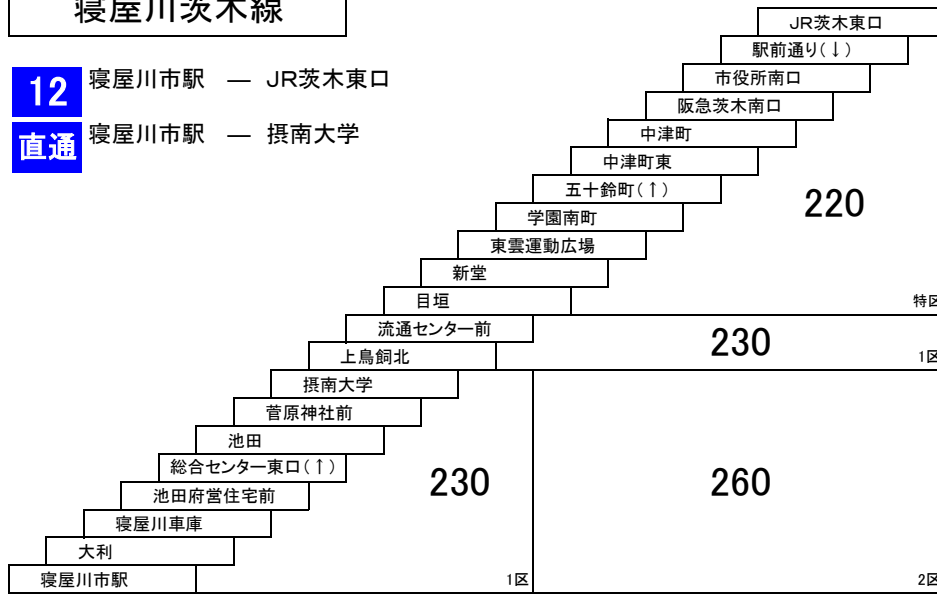 寝屋川茨木線
12 寝屋川市駅 ― JR茨木東口
直通 寝屋川市駅 ― 摂南大学
JR茨木東口
駅前通り(↓)
市役所南口
阪急茨木南口
中津町
中津町東
五十鈴町(↑)
220
学園南町
東雲運動広場
新堂
目垣
特区
流通センター前
230
上鳥飼北
1区
摂南大学
菅原神社前
池田
総合センター東口(↑)
230
260
池田府営住宅前
寝屋川車庫
大利
寝屋川市駅
1区
2区